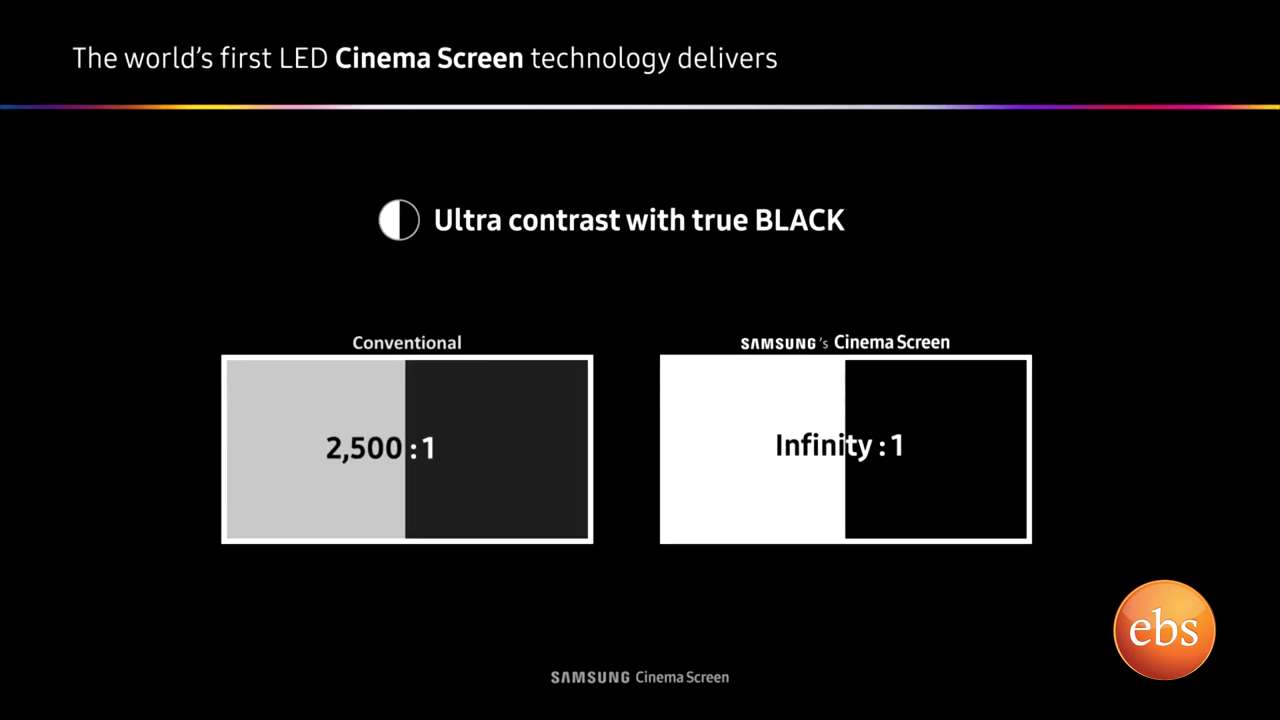 The world's first LED Cinema Screen technology delivers
Ultra contrast with true BLACK
Conventional
SAMSUNG's Cinema Screen
2,500 : 1
Infinity : 1
ebs
SAMSUNG Cinema Screen